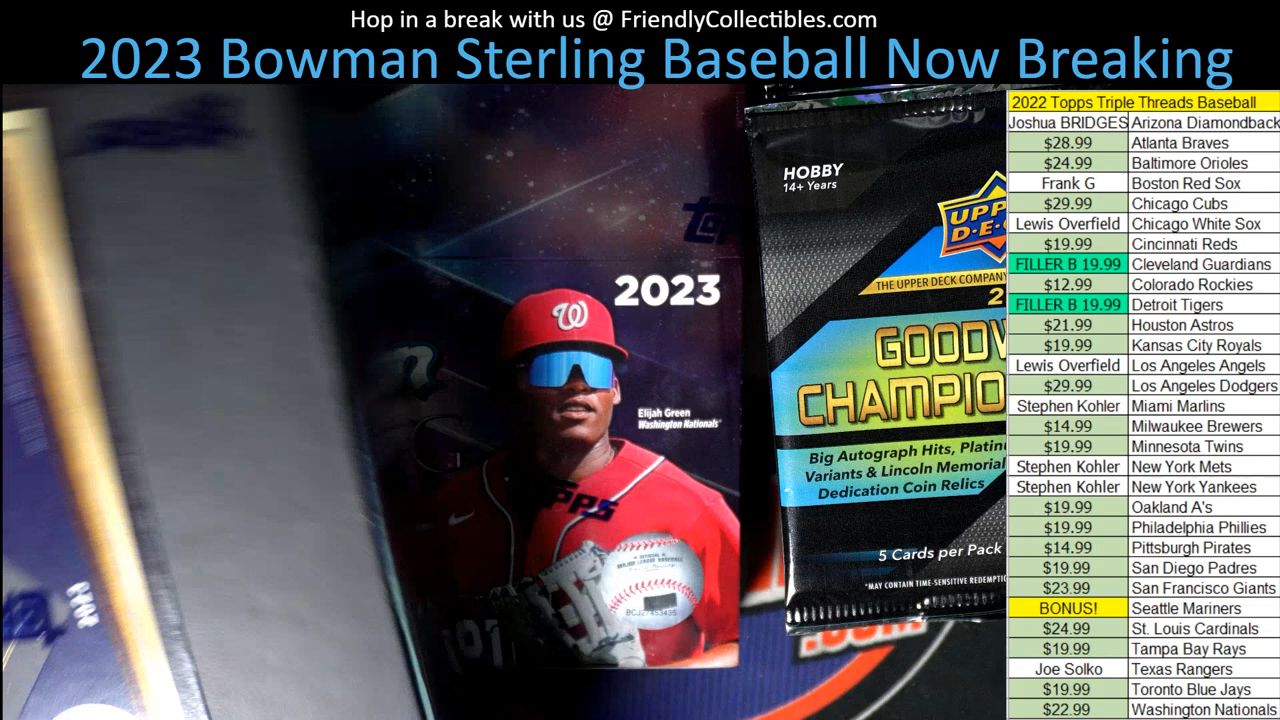 Hop in a break with us @ FriendlyCollectibles.com
2023 Bowman Sterling Baseball Now Breaking
2023
Elijah Green
Washington Nationals
BCJ27453435
HOBBY
14+ Years
THE UPPER DECK COMPANY
Big Autograph Hits,
Variants & Lincoln Memorial
Dedication Coin Relics
5 Cards per Pack
*MAY CONTAIN TIME-SENSITIVE
.com
2022 Topps Triple Threads Baseball
Joshua BRIDGES Arizona Diamondback
$28.99 Atlanta Braves
$24.99 Baltimore Orioles
Frank G Boston Red Sox
$29.99 Chicago Cubs
Lewis Overfield Chicago White Sox
$19.99 Cincinnati Reds
FILLER B 19.99 Cleveland Guardians
$12.99 Colorado Rockies
FILLER B 19.99 Detroit Tigers
$21.99 Houston Astros
$19.99 Kansas City Royals
Lewis Overfield Los Angeles Angels
$29.99 Los Angeles Dodgers
Stephen Kohler Miami Marlins
$14.99 Milwaukee Brewers
$19.99 Minnesota Twins
Stephen Kohler New York Mets
Stephen Kohler New York Yankees
$19.99 Oakland A's
$19.99 Philadelphia Phillies
$14.99 Pittsburgh Pirates
$19.99 San Diego Padres
$23.99 San Francisco Giants
BONUS! Seattle Mariners
$24.99 St. Louis Cardinals
$19.99 Tampa Bay Rays
Joe Solko Texas Rangers
$19.99 Toronto Blue Jays
$22.99 Washington Nationals